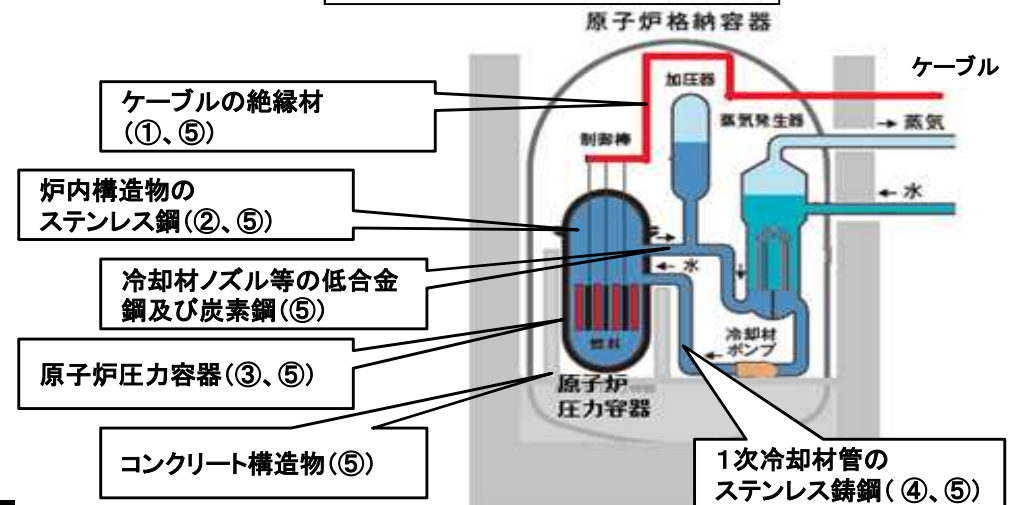 原子炉格納容器
ケーブル
ケーブルの絶縁材
(①、⑤)
加圧器
蒸気発生器
→ 蒸気
制御棒
炉内構造物の
ステンレス鋼(②、⑤)
← 水
冷却材ノズル等の低合金
鋼及び炭素鋼(⑤)
← 水
原子炉圧力容器(③、⑤)
燃料
冷却材
ポンプ
原子炉
圧力容器
コンクリート構造物(⑤)
1次冷却材管の
ステンレス鋳鋼(④、⑤)